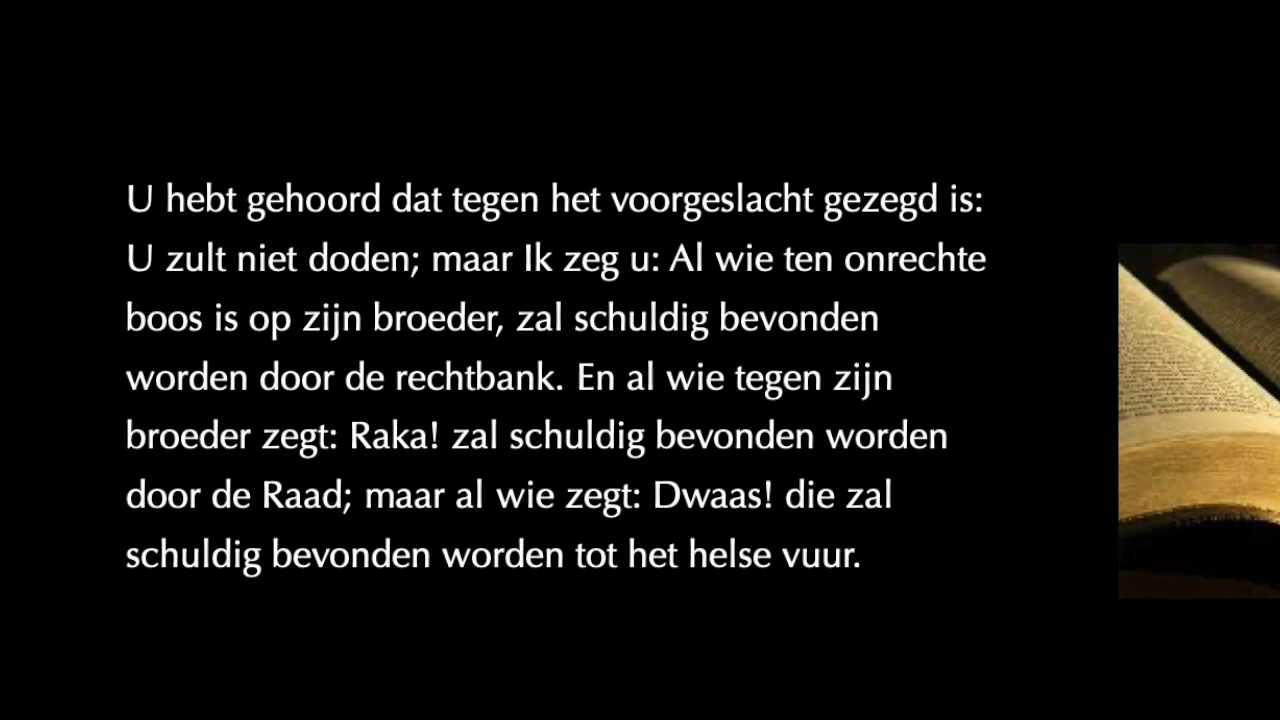 U hebt gehoord dat tegen het voorgeslacht gezegd is:
U zult niet doden; maar Ik zeg u: Al wie ten onrechte
boos is op zijn broeder, zal schuldig bevonden
worden door de rechtbank. En al wie tegen zijn
broeder zegt: Raka! zal schuldig bevonden worden
door de Raad; maar al wie zegt: Dwaas! die zal
schuldig bevonden worden tot het helse vuur.